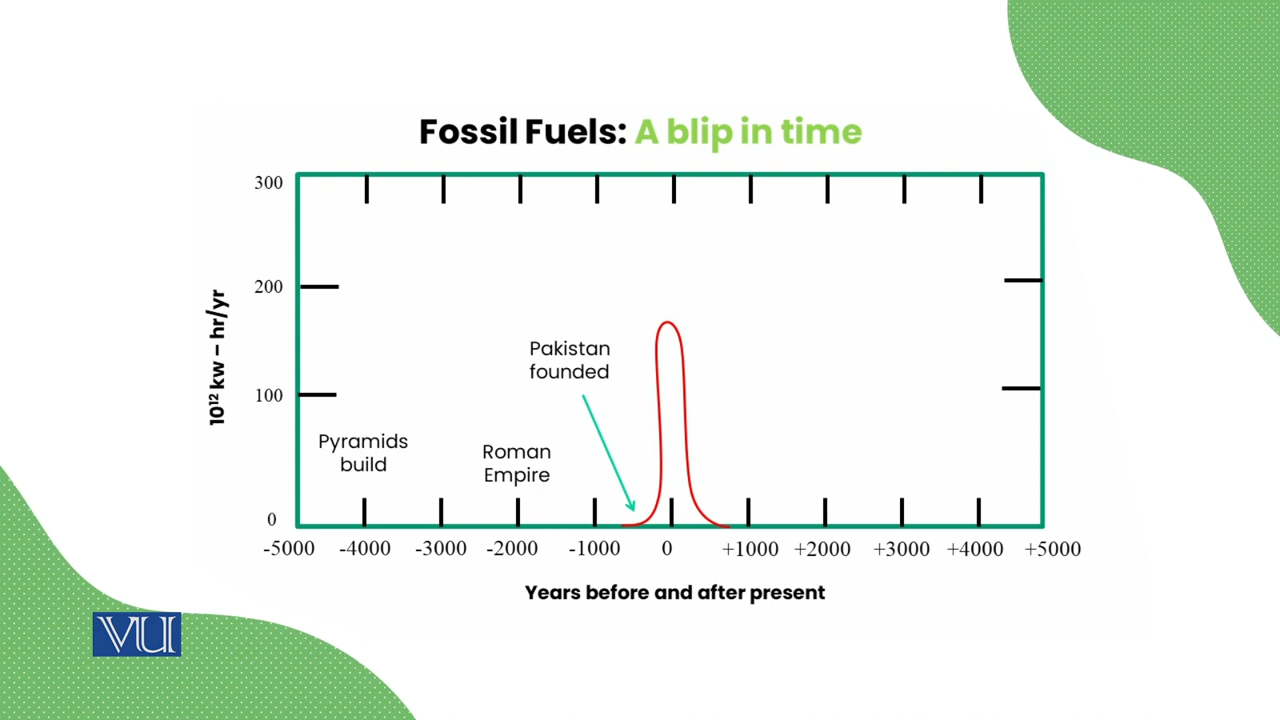 Fossil Fuels: A blip in time
300
200
100
0
10¹² kw – hr/yr
Pakistan
founded
Pyramids
build
Roman
Empire
-5000 -4000 -3000 -2000 -1000 0 +1000 +2000 +3000 +4000 +5000
Years before and after present
VU